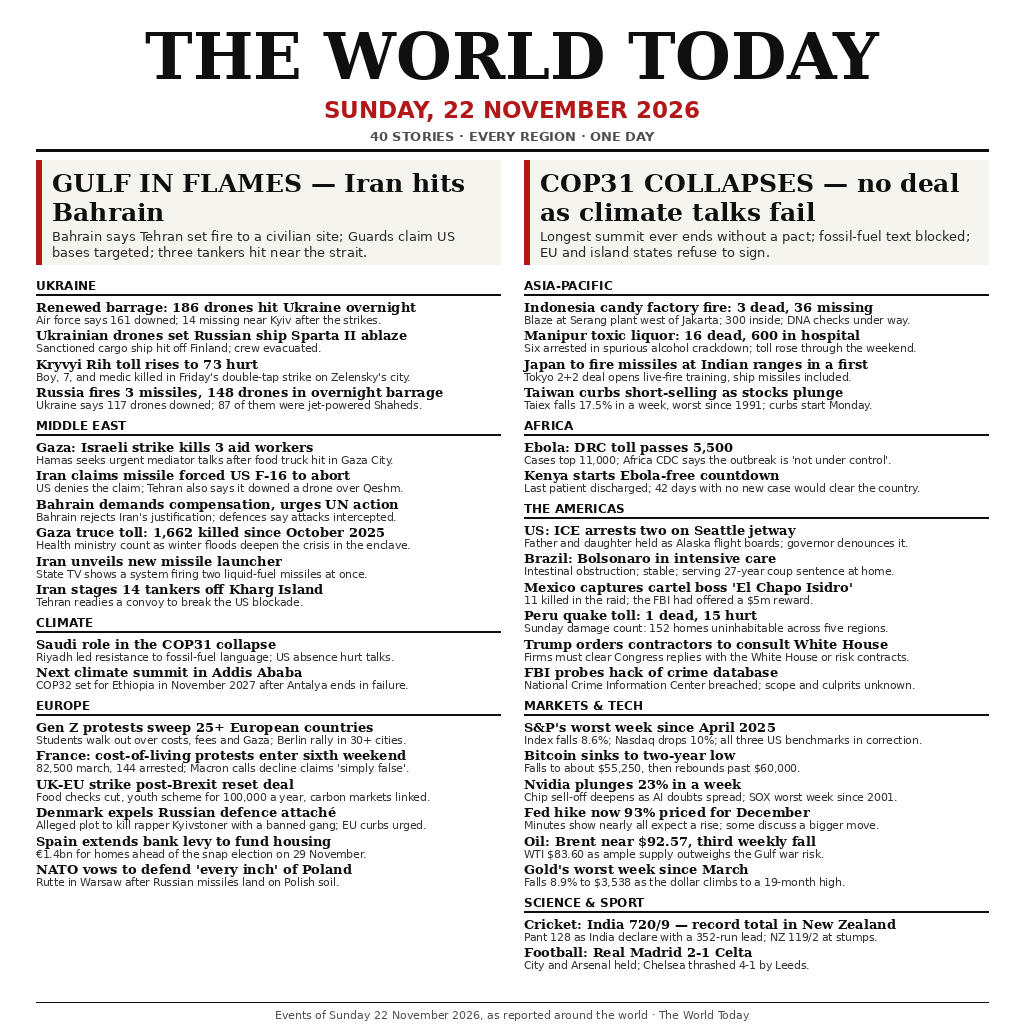 THE WORLD TODAY
SUNDAY, 22 NOVEMBER 2026
40 STORIES · EVERY REGION · ONE DAY
GULF IN FLAMES — Iran hits
Bahrain
Bahrain says Tehran set fire to a civilian site; Guards claim US
bases targeted; three tankers hit near the strait.
UKRAINE
Renewed barrage: 186 drones hit Ukraine overnight
Air force says 161 downed; 14 missing near Kyiv after the strikes.
Ukrainian drones set Russian ship Sparta II ablaze
Sanctioned cargo ship hit off Finland; crew evacuated.
Kryvyi Rih toll rises to 73 hurt
Boy, 7, and medic killed in Friday's double-tap strike on Zelensky's city.
Russia fires 3 missiles, 148 drones in overnight barrage
Ukraine says 117 drones downed; 87 of them were jet-powered Shaheds.
MIDDLE EAST
Gaza: Israeli strike kills 3 aid workers
Hamas seeks urgent mediator talks after food truck hit in Gaza City.
Iran claims missile forced US F-16 to abort
US denies the claim; Tehran also says it downed a drone over Qeshm.
Bahrain demands compensation, urges UN action
Bahrain rejects Iran's justification; defences say attacks intercepted.
Gaza truce toll: 1,662 killed since October 2025
Health ministry count as winter floods deepen the crisis in the enclave.
Iran unveils new missile launcher
State TV shows a system firing two liquid-fuel missiles at once.
Iran stages 14 tankers off Kharg Island
Tehran readies a convoy to break the US blockade.
CLIMATE
Saudi role in the COP31 collapse
Riyadh led resistance to fossil-fuel language; US absence hurt talks.
Next climate summit in Addis Ababa
COP32 set for Ethiopia in November 2027 after Antalya ends in failure.
EUROPE
Gen Z protests sweep 25+ European countries
Students walk out over costs, fees and Gaza; Berlin rally in 30+ cities.
France: cost-of-living protests enter sixth weekend
82,500 march, 144 arrested; Macron calls decline claims 'simply false'.
UK-EU strike post-Brexit reset deal
Food checks cut, youth scheme for 100,000 a year, carbon markets linked.
Denmark expels Russian defence attaché
Alleged plot to kill rapper Kyivstoner with a banned gang; EU curbs urged.
Spain extends bank levy to fund housing
€1.4bn for homes ahead of the snap election on 29 November.
NATO vows to defend 'every inch' of Poland
Rutte in Warsaw after Russian missiles land on Polish soil.
COP31 COLLAPSES — no deal
as climate talks fail
Longest summit ever ends without a pact; fossil-fuel text blocked;
EU and island states refuse to sign.
ASIA-PACIFIC
Indonesia candy factory fire: 3 dead, 36 missing
Blaze at Serang plant west of Jakarta; 300 inside; DNA checks under way.
Manipur toxic liquor: 16 dead, 600 in hospital
Six arrested in spurious alcohol crackdown; toll rose through the weekend.
Japan to fire missiles at Indian ranges in a first
Tokyo 2+2 deal opens live-fire training, ship missiles included.
Taiwan curbs short-selling as stocks plunge
Taiex falls 17.5% in a week, worst since 1991; curbs start Monday.
AFRICA
Ebola: DRC toll passes 5,500
Cases top 11,000; Africa CDC says the outbreak is 'not under control'.
Kenya starts Ebola-free countdown
Last patient discharged; 42 days with no new case would clear the country.
THE AMERICAS
US: ICE arrests two on Seattle jetway
Father and daughter held as Alaska flight boards; governor denounces it.
Brazil: Bolsonaro in intensive care
Intestinal obstruction; stable; serving 27-year coup sentence at home.
Mexico captures cartel boss 'El Chapo Isidro'
11 killed in the raid; the FBI had offered a $5m reward.
Peru quake toll: 1 dead, 15 hurt
Sunday damage count: 152 homes uninhabitable across five regions.
Trump orders contractors to consult White House
Firms must clear Congress replies with the White House or risk contracts.
FBI probes hack of crime database
National Crime Information Center breached; scope and culprits unknown.
MARKETS & TECH
S&P's worst week since April 2025
Index falls 8.6%; Nasdaq drops 10%; all three US benchmarks in correction.
Bitcoin sinks to two-year low
Falls to about $55,250, then rebounds past $60,000.
Nvidia plunges 23% in a week
Chip sell-off deepens as AI doubts spread; SOX worst week since 2001.
Fed hike now 93% priced for December
Minutes show nearly all expect a rise; some discuss a bigger move.
Oil: Brent near $92.57, third weekly fall
WTI $83.60 as ample supply outweighs the Gulf war risk.
Gold's worst week since March
Falls 8.9% to $3,538 as the dollar climbs to a 19-month high.
SCIENCE & SPORT
Cricket: India 720/9 — record total in New Zealand
Pant 128 as India declare with a 352-run lead; NZ 119/2 at stumps.
Football: Real Madrid 2-1 Celta
City and Arsenal held; Chelsea thrashed 4-1 by Leeds.
Events of Sunday 22 November 2026, as reported around the world · The World Today